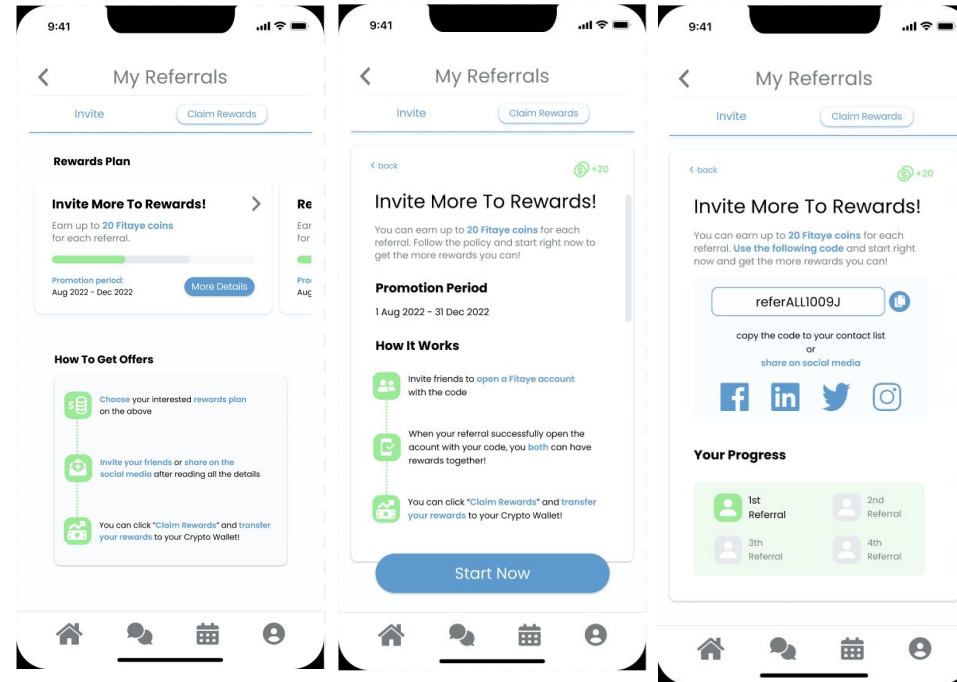 9:41
My Referrals
Invite
Claim Rewards
Rewards Plan
Invite More To Rewards!
Earn up to 20 Fitaye coins
for each referral.
Promotion period:
Aug 2022 - Dec 2022
More Details
Re
Ear
for
Pro
Aug
How To Get Offers
Choose your interested rewards plan
on the above
Invite your friends or share on the
social media after reading all the details
You can click "Claim Rewards" and transfer
your rewards to your Crypto Wallet!
9:41
My Referrals
Invite
Claim Rewards
< back
+20
Invite More To Rewards!
You can earn up to 20 Fitaye coins for each
referral. Follow the policy and start right now to
get the more rewards you can!
Promotion Period
1 Aug 2022 - 31 Dec 2022
How It Works
Invite friends to open a Fitaye account
with the code
When your referral successfully open the
acount with your code, you both can have
rewards together!
You can click "Claim Rewards" and transfer
your rewards to your Crypto Wallet!
Start Now
9:41
My Referrals
Invite
Claim Rewards
< back
+20
Invite More To Rewards!
You can earn up to 20 Fitaye coins for each
referral. Use the following code and start right
now and get the more rewards you can!
referALL1009J
copy the code to your contact list
or
share on social media
Your Progress
1st
Referral
2nd
Referral
3th
Referral
4th
Referral